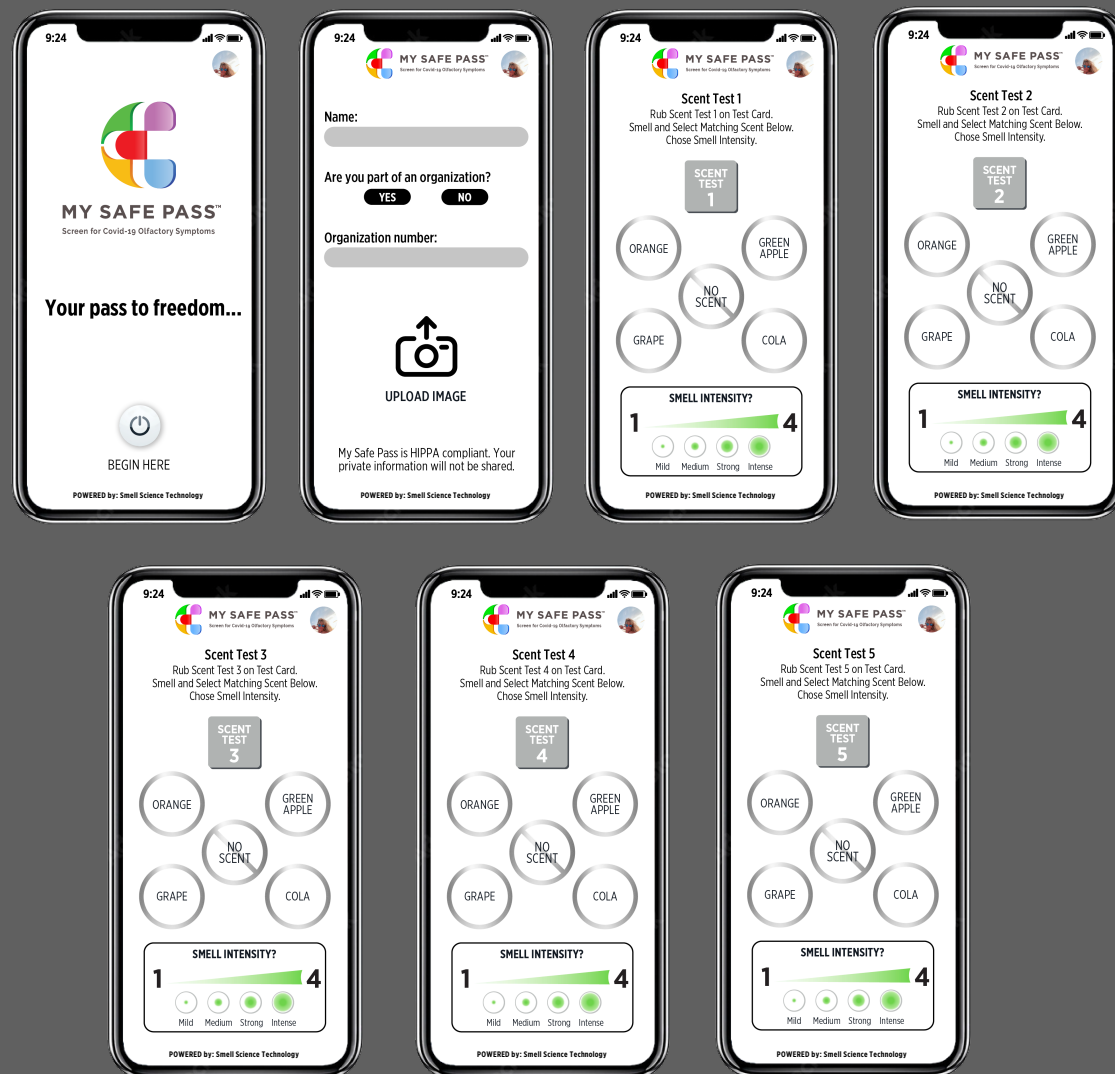 9:24
MY SAFE PASS™
Screen for Covid-19 Olfactory Symptoms
Your pass to freedom...
BEGIN HERE
POWERED by: Smell Science Technology
9:24
MY SAFE PASS™
Screen for Covid-19 Olfactory Symptoms
Name:
Are you part of an organization?
YES NO
Organization number:
UPLOAD IMAGE
My Safe Pass is HIPPA compliant. Your
private information will not be shared.
POWERED by: Smell Science Technology
9:24
MY SAFE PASS™
Screen for Covid-19 Olfactory Symptoms
Scent Test 1
Rub Scent Test 1 on Test Card.
Smell and Select Matching Scent Below.
Chose Smell Intensity.
SCENT
TEST
1
ORANGE
GREEN
APPLE
NO
SCENT
GRAPE
COLA
SMELL INTENSITY?
1 4
Mild Medium Strong Intense
POWERED by: Smell Science Technology
9:24
MY SAFE PASS™
Screen for Covid-19 Olfactory Symptoms
Scent Test 2
Rub Scent Test 2 on Test Card.
Smell and Select Matching Scent Below.
Chose Smell Intensity.
SCENT
TEST
2
ORANGE
GREEN
APPLE
NO
SCENT
GRAPE
COLA
SMELL INTENSITY?
1 4
Mild Medium Strong Intense
POWERED by: Smell Science Technology
9:24
MY SAFE PASS™
Screen for Covid-19 Olfactory Symptoms
Scent Test 3
Rub Scent Test 3 on Test Card.
Smell and Select Matching Scent Below.
Chose Smell Intensity.
SCENT
TEST
3
ORANGE
GREEN
APPLE
NO
SCENT
GRAPE
COLA
SMELL INTENSITY?
1 4
Mild Medium Strong Intense
POWERED by: Smell Science Technology
9:24
MY SAFE PASS™
Screen for Covid-19 Olfactory Symptoms
Scent Test 4
Rub Scent Test 4 on Test Card.
Smell and Select Matching Scent Below.
Chose Smell Intensity.
SCENT
TEST
4
ORANGE
GREEN
APPLE
NO
SCENT
GRAPE
COLA
SMELL INTENSITY?
1 4
Mild Medium Strong Intense
POWERED by: Smell Science Technology
9:24
MY SAFE PASS™
Screen for Covid-19 Olfactory Symptoms
Scent Test 5
Rub Scent Test 5 on Test Card.
Smell and Select Matching Scent Below.
Chose Smell Intensity.
SCENT
TEST
5
ORANGE
GREEN
APPLE
NO
SCENT
GRAPE
COLA
SMELL INTENSITY?
1 4
Mild Medium Strong Intense
POWERED by: Smell Science Technology